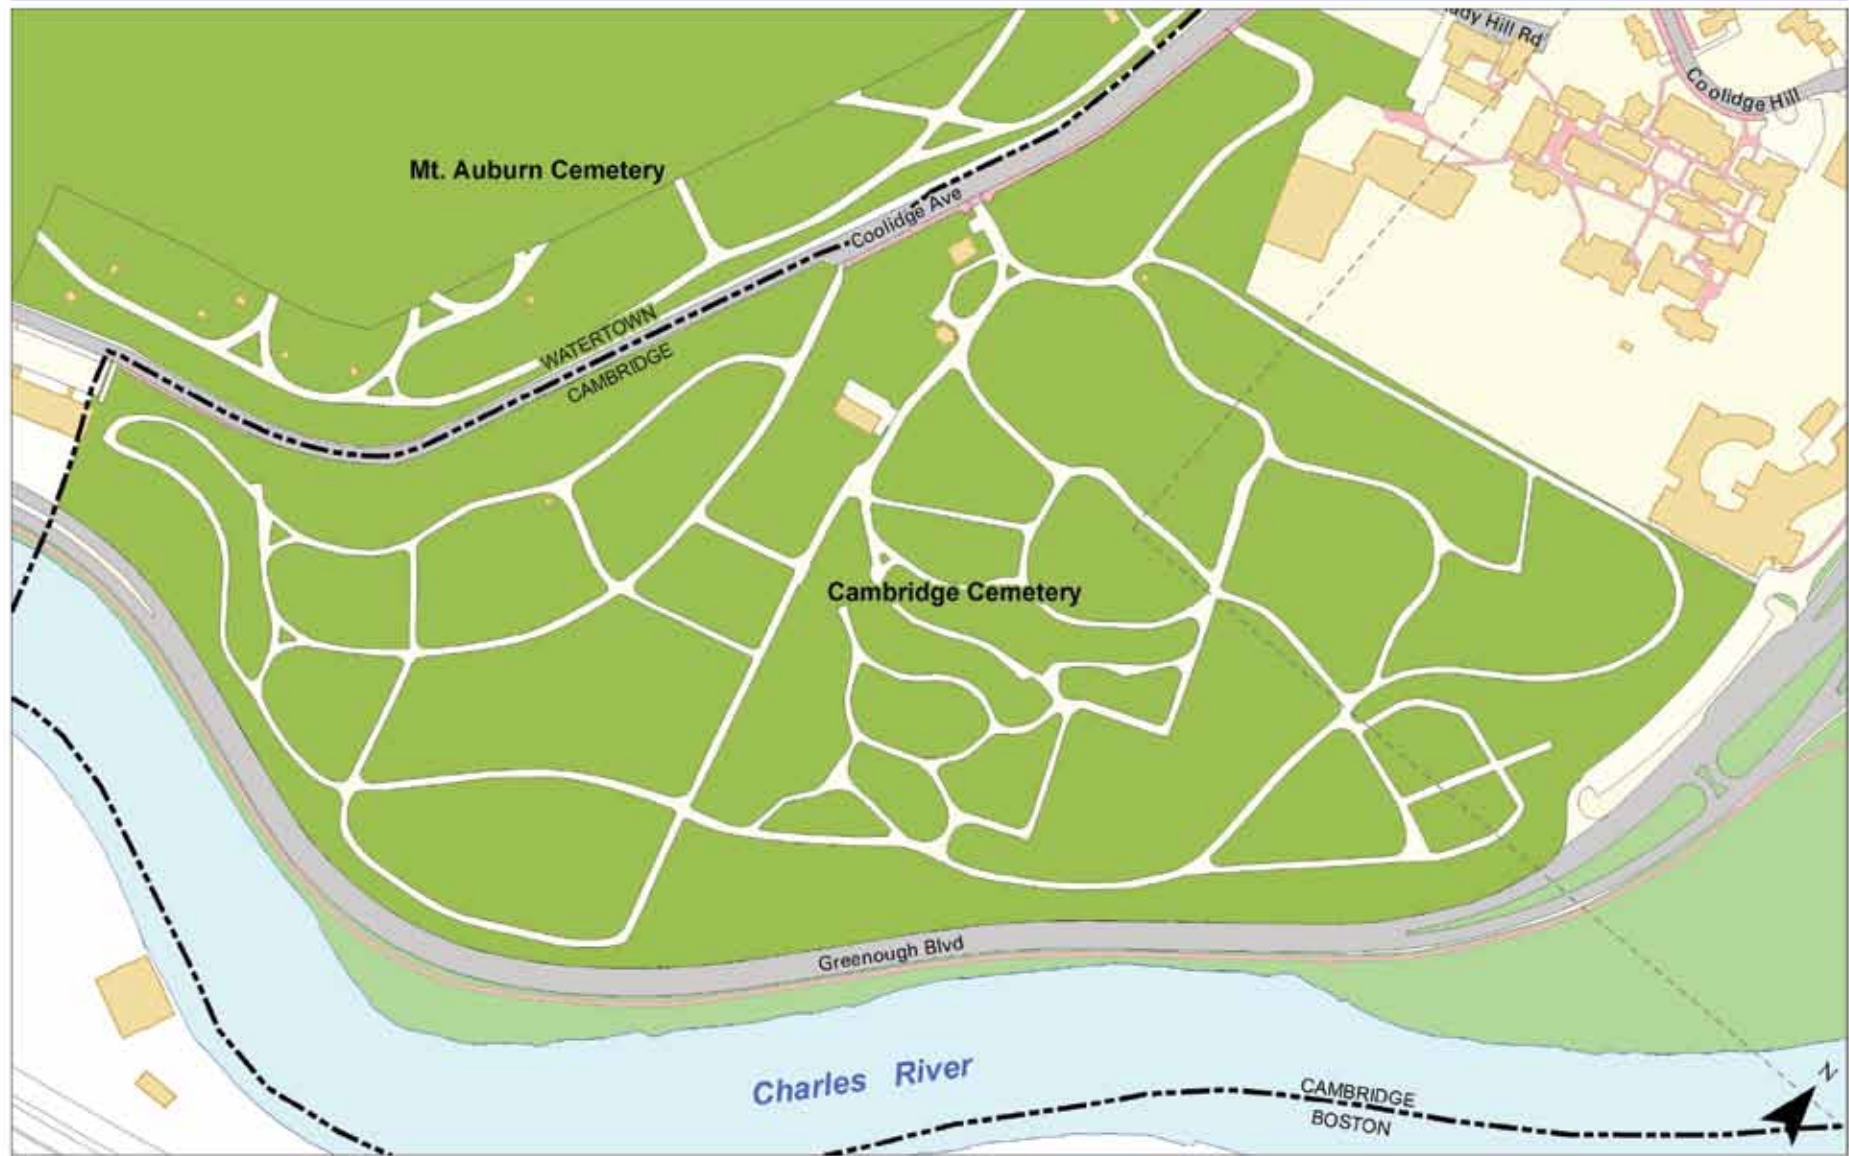 Hill Rd
Coolidge Hill
Mt. Auburn Cemetery
Coolidge Ave
WATERTOWN
CAMBRIDGE
Cambridge Cemetery
Greenough Blvd
Charles River
CAMBRIDGE
BOSTON
N